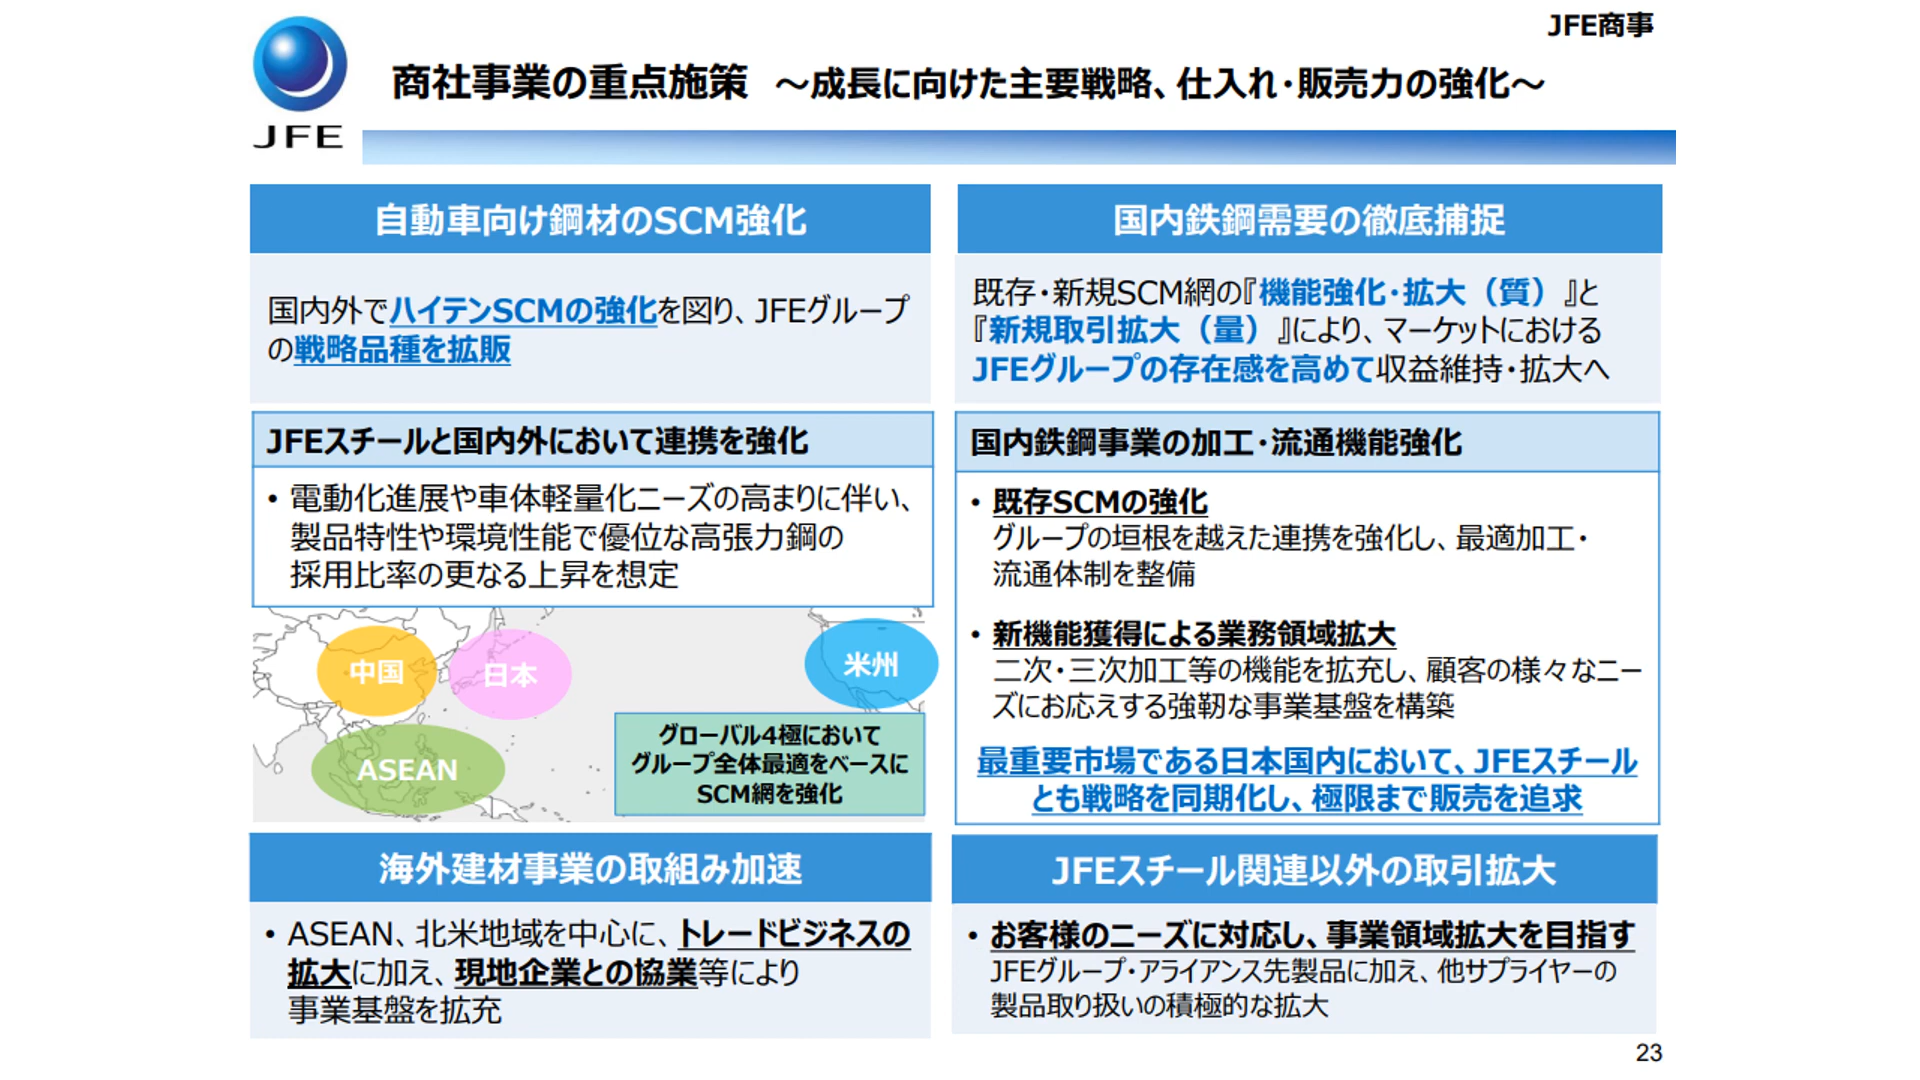 JFE商事
JFE
商社事業の重点施策 ～成長に向けた主要戦略、仕入れ・販売力の強化～
自動車向け鋼材のSCM強化
国内外でハイテンSCMの強化を図り、JFEグループ
の戦略品種を拡販
JFEスチールと国内外において連携を強化
• 電動化進展や車体軽量化ニーズの高まりに伴い、
製品特性や環境性能で優位な高張力鋼の
採用比率の更なる上昇を想定
中国
日本
米州
ASEAN
グローバル4極において
グループ全体最適をベースに
SCM網を強化
国内鉄鋼需要の徹底捕捉
既存・新規SCM網の『機能強化・拡大（質）』と
『新規取引拡大（量）』により、マーケットにおける
JFEグループの存在感を高めて収益維持・拡大へ
国内鉄鋼事業の加工・流通機能強化
• 既存SCMの強化
グループの垣根を越えた連携を強化し、最適加工・
流通体制を整備
• 新機能獲得による業務領域拡大
二次・三次加工等の機能を拡充し、顧客の様々なニー
ズにお応えする強靭な事業基盤を構築
最重要市場である日本国内において、JFEスチール
とも戦略を同期化し、極限まで販売を追求
海外建材事業の取組み加速
• ASEAN、北米地域を中心に、トレードビジネスの
拡大に加え、現地企業との協業等により
事業基盤を拡充
JFEスチール関連以外の取引拡大
• お客様のニーズに対応し、事業領域拡大を目指す
JFEグループ・アライアンス先製品に加え、他サプライヤーの
製品取り扱いの積極的な拡大
23